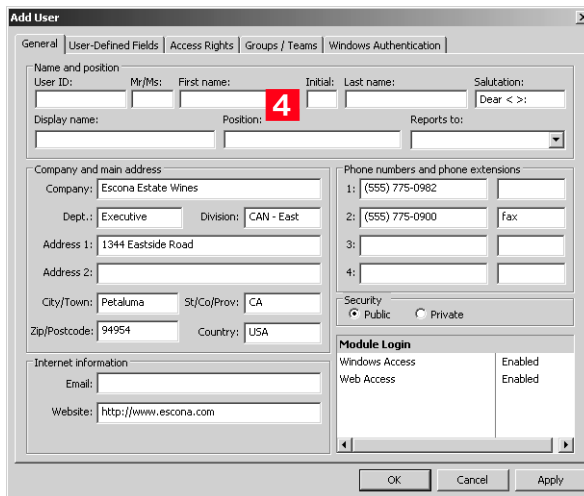 Add User
General User-Defined Fields Access Rights Groups / Teams Windows Authentication
Name and position
User ID: Mr/Ms: First name: Initial: Last name: Salutation:
Dear < >:
4
Display name: Position: Reports to:
Company and main address
Company: Escona Estate Wines
Dept.: Executive Division: CAN - East
Address 1: 1344 Eastside Road
Address 2:
City/Town: Petaluma St/Co/Prov: CA
Zip/Postcode: 94954 Country: USA
Internet information
Email:
Website: http://www.escona.com
Phone numbers and phone extensions
1: (555) 775-0982
2: (555) 775-0900 fax
3:
4:
Security
Public Private
Module Login
Windows Access Enabled
Web Access Enabled
OK Cancel Apply